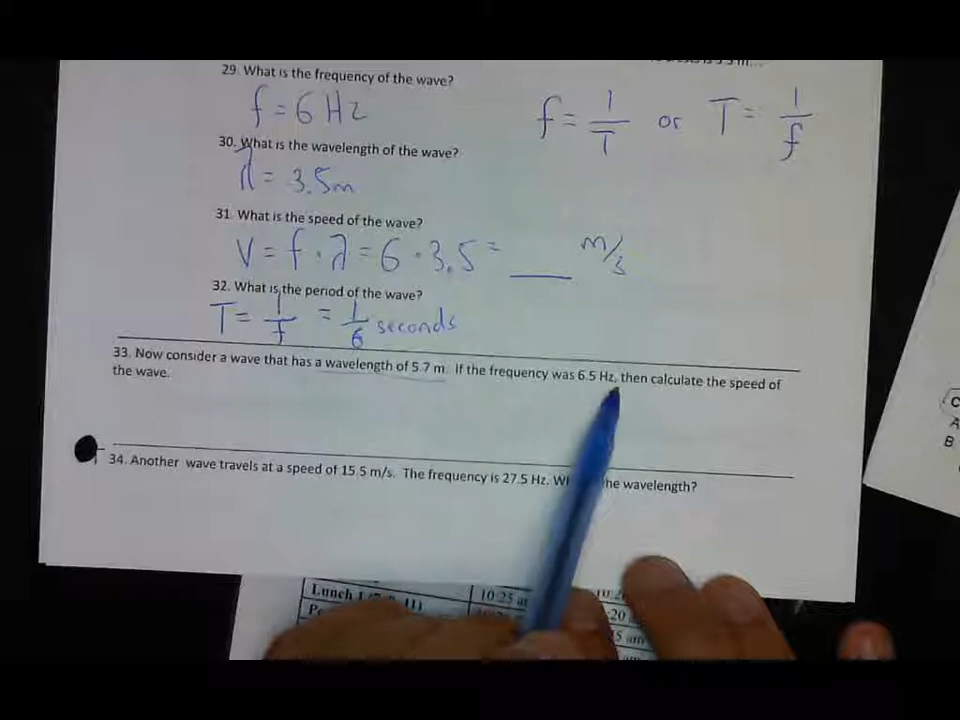 29. What is the frequency of the wave?
f = 6 Hz
f = 1/T or T = 1/f
30. What is the wavelength of the wave?
λ = 3.5m
31. What is the speed of the wave?
V = f · λ = 6 · 3.5 = ___ m/s
32. What is the period of the wave?
T = 1/f = 1/6 seconds
33. Now consider a wave that has a wavelength of 5.7 m. If the frequency was 6.5 Hz, then calculate the speed of
the wave.
34. Another wave travels at a speed of 15.5 m/s. The frequency is 27.5 Hz. the wavelength?
Lunch
10:25 am
C
A
B